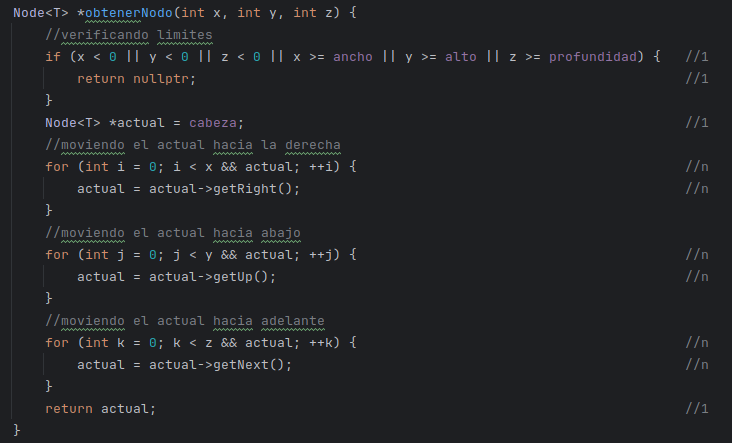 Node<T> *obtenerNodo(int x, int y, int z) {
//verificando limites
if (x < 0 || y < 0 || z < 0 || x >= ancho || y >= alto || z >= profundidad) { //1
return nullptr; //1
}
Node<T> *actual = cabeza; //1
//moviendo el actual hacia la derecha
for (int i = 0; i < x && actual; ++i) { //n
actual = actual->getRight(); //n
}
//moviendo el actual hacia abajo
for (int j = 0; j < y && actual; ++j) { //n
actual = actual->getUp(); //n
}
//moviendo el actual hacia adelante
for (int k = 0; k < z && actual; ++k) { //n
actual = actual->getNext(); //n
}
return actual; //1
}